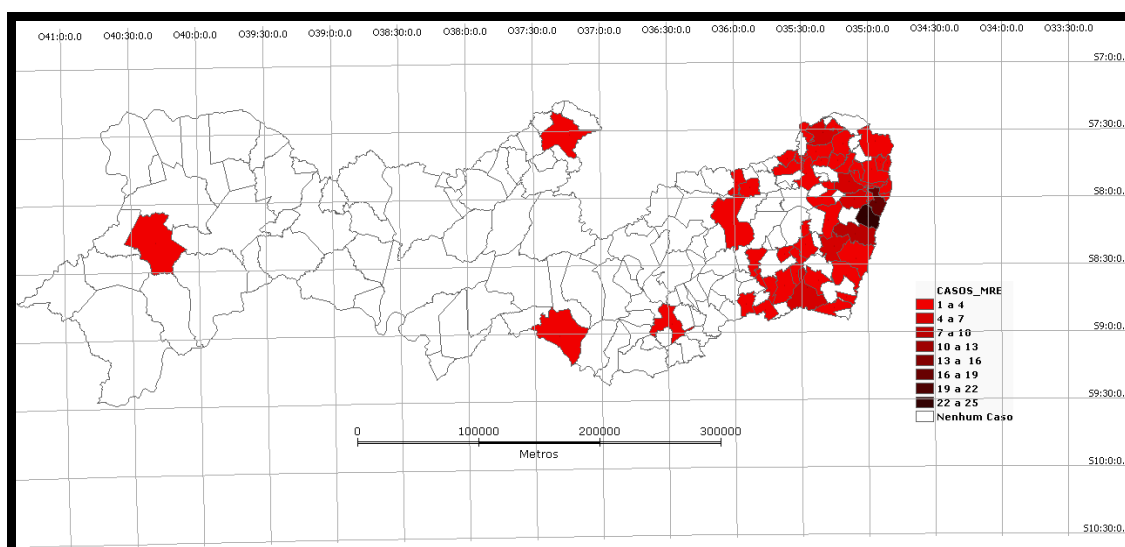 O41:0:0.0 O40:30:0.0 O40:0:0.0 O39:30:0.0 O39:0:0.0 O38:30:0.0 O38:0:0.0 O37:30:0.0 O37:0:0.0 O36:30:0.0 O36:0:0.0 O35:30:0.0 O35:0:0.0 O34:30:0.0 O34:0:0.0 O33:30:0.0
S7:0:0.
S7:30:0.
S8:0:0.
S8:30:0.
CASOS_MRE
1 a 4
4 a 7
7 a 10
10 a 13
13 a 16
16 a 19
19 a 22
22 a 25
Nenhum Caso
S9:0:0.
S9:30:0.
0 100000 200000 300000
Metros
S10:0:0.
S10:30:0.